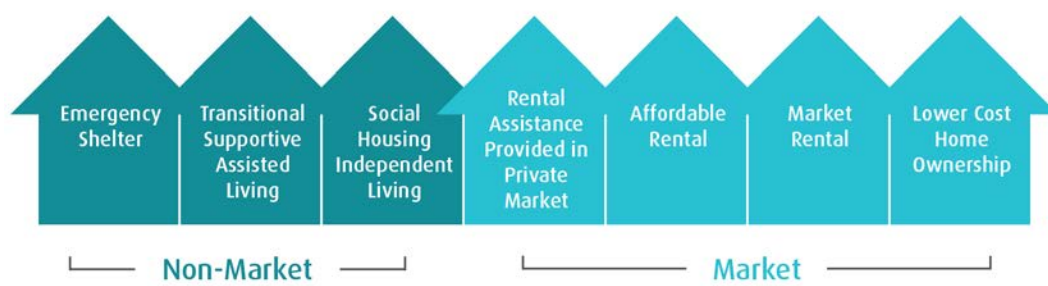 Emergency
Shelter
Transitional
Supportive
Assisted
Living
Social
Housing
Independent
Living
Rental
Assistance
Provided in
Private
Market
Affordable
Rental
Market
Rental
Lower Cost
Home
Ownership
Non-Market
Market